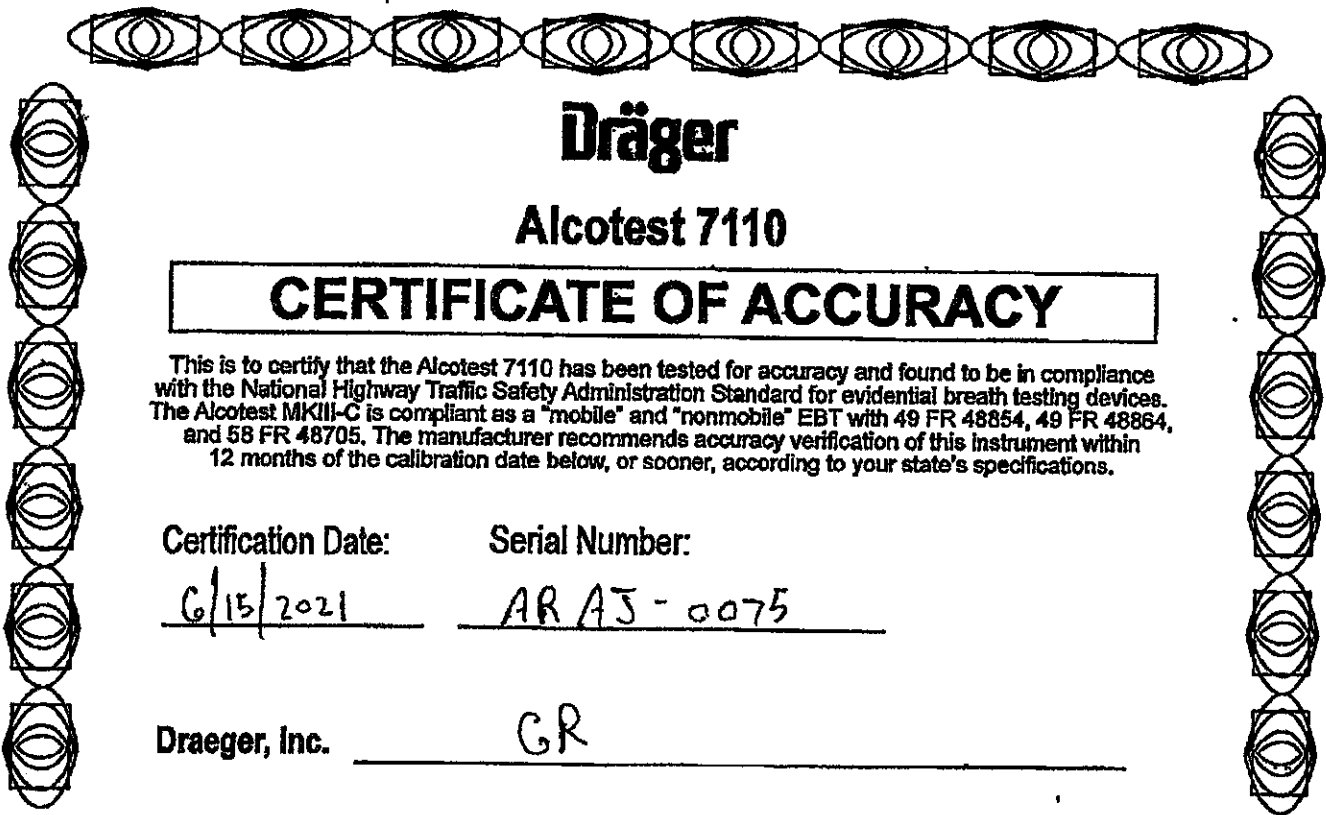 Dräger
Alcotest 7110
CERTIFICATE OF ACCURACY
This is to certify that the Alcotest 7110 has been tested for accuracy and found to be in compliance
with the National Highway Traffic Safety Administration Standard for evidential breath testing devices.
The Alcotest MKIII-C is compliant as a "mobile" and "nonmobile" EBT with 49 FR 48854, 49 FR 48864,
and 58 FR 48705. The manufacturer recommends accuracy verification of this instrument within
12 months of the calibration date below, or sooner, according to your state's specifications.
Certification Date: Serial Number:
6/15/2021 ARAJ-0075
Draeger, Inc. GR